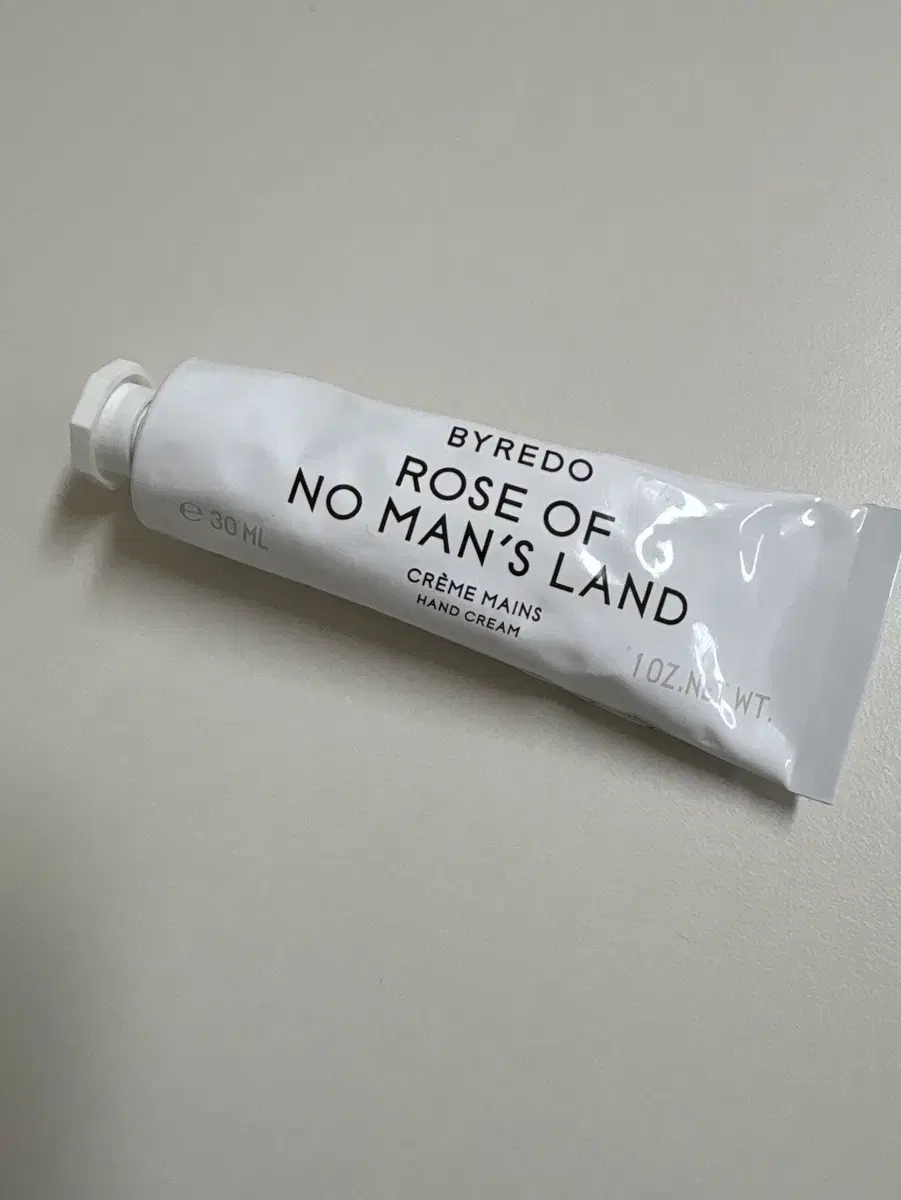 BYREDO
ROSE OF
NO MAN'S LAND
CRÈME MAINS
HAND CREAM
℮ 30 ML
1 OZ. NET WT.